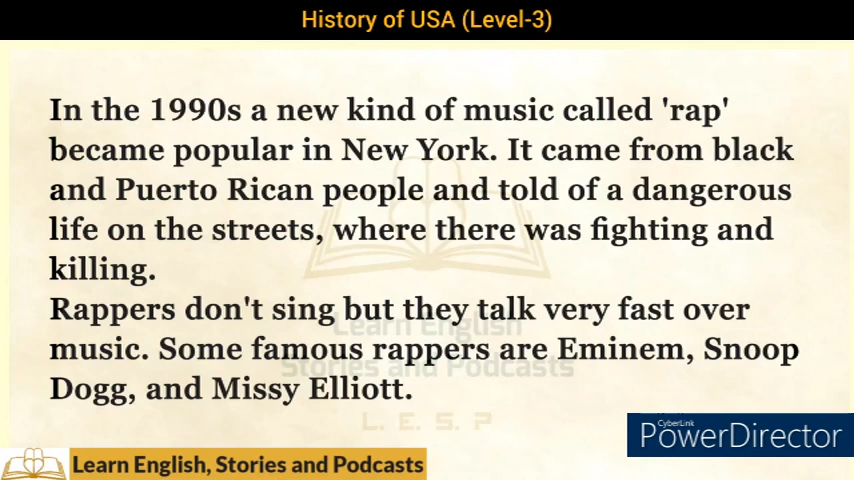 History of USA (Level-3)
In the 1990s a new kind of music called 'rap'
became popular in New York. It came from black
and Puerto Rican people and told of a dangerous
life on the streets, where there was fighting and
killing.
Rappers don't sing but they talk very fast over
music. Some famous rappers are Eminem, Snoop
Dogg, and Missy Elliott.
Learn English
Stories and Podcasts
L. E. S. P
CyberLink
PowerDirector
Learn English, Stories and Podcasts